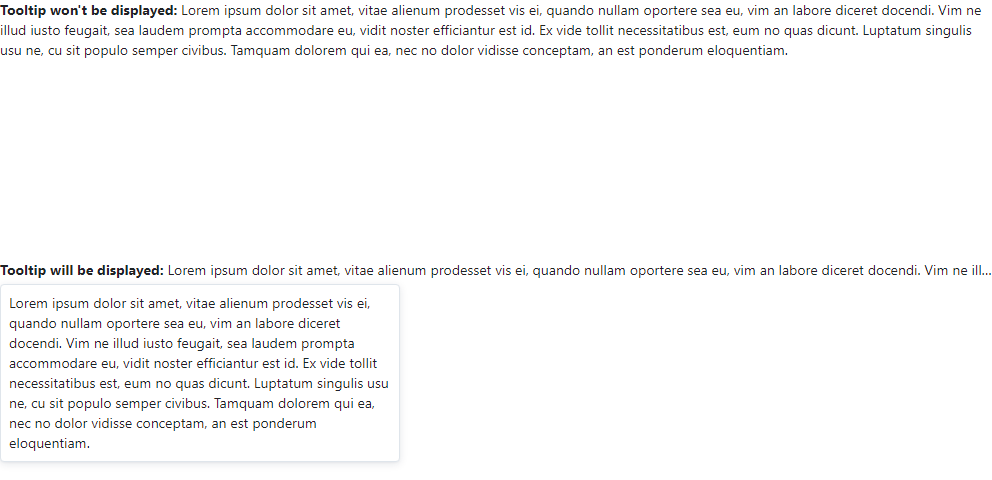 Tooltip won't be displayed: Lorem ipsum dolor sit amet, vitae alienum prodesset vis ei, quando nullam oportere sea eu, vim an labore diceret docendi. Vim ne
illud iusto feugait, sea laudem prompta accommodare eu, vidit noster efficiantur est id. Ex vide tollit necessitatibus est, eum no quas dicunt. Luptatum singulis
usu ne, cu sit populo semper civibus. Tamquam dolorem qui ea, nec no dolor vidisse conceptam, an est ponderum eloquentiam.
Tooltip will be displayed: Lorem ipsum dolor sit amet, vitae alienum prodesset vis ei, quando nullam oportere sea eu, vim an labore diceret docendi. Vim ne ill...
Lorem ipsum dolor sit amet, vitae alienum prodesset vis ei,
quando nullam oportere sea eu, vim an labore diceret
docendi. Vim ne illud iusto feugait, sea laudem prompta
accommodare eu, vidit noster efficiantur est id. Ex vide tollit
necessitatibus est, eum no quas dicunt. Luptatum singulis usu
ne, cu sit populo semper civibus. Tamquam dolorem qui ea,
nec no dolor vidisse conceptam, an est ponderum
eloquentiam.